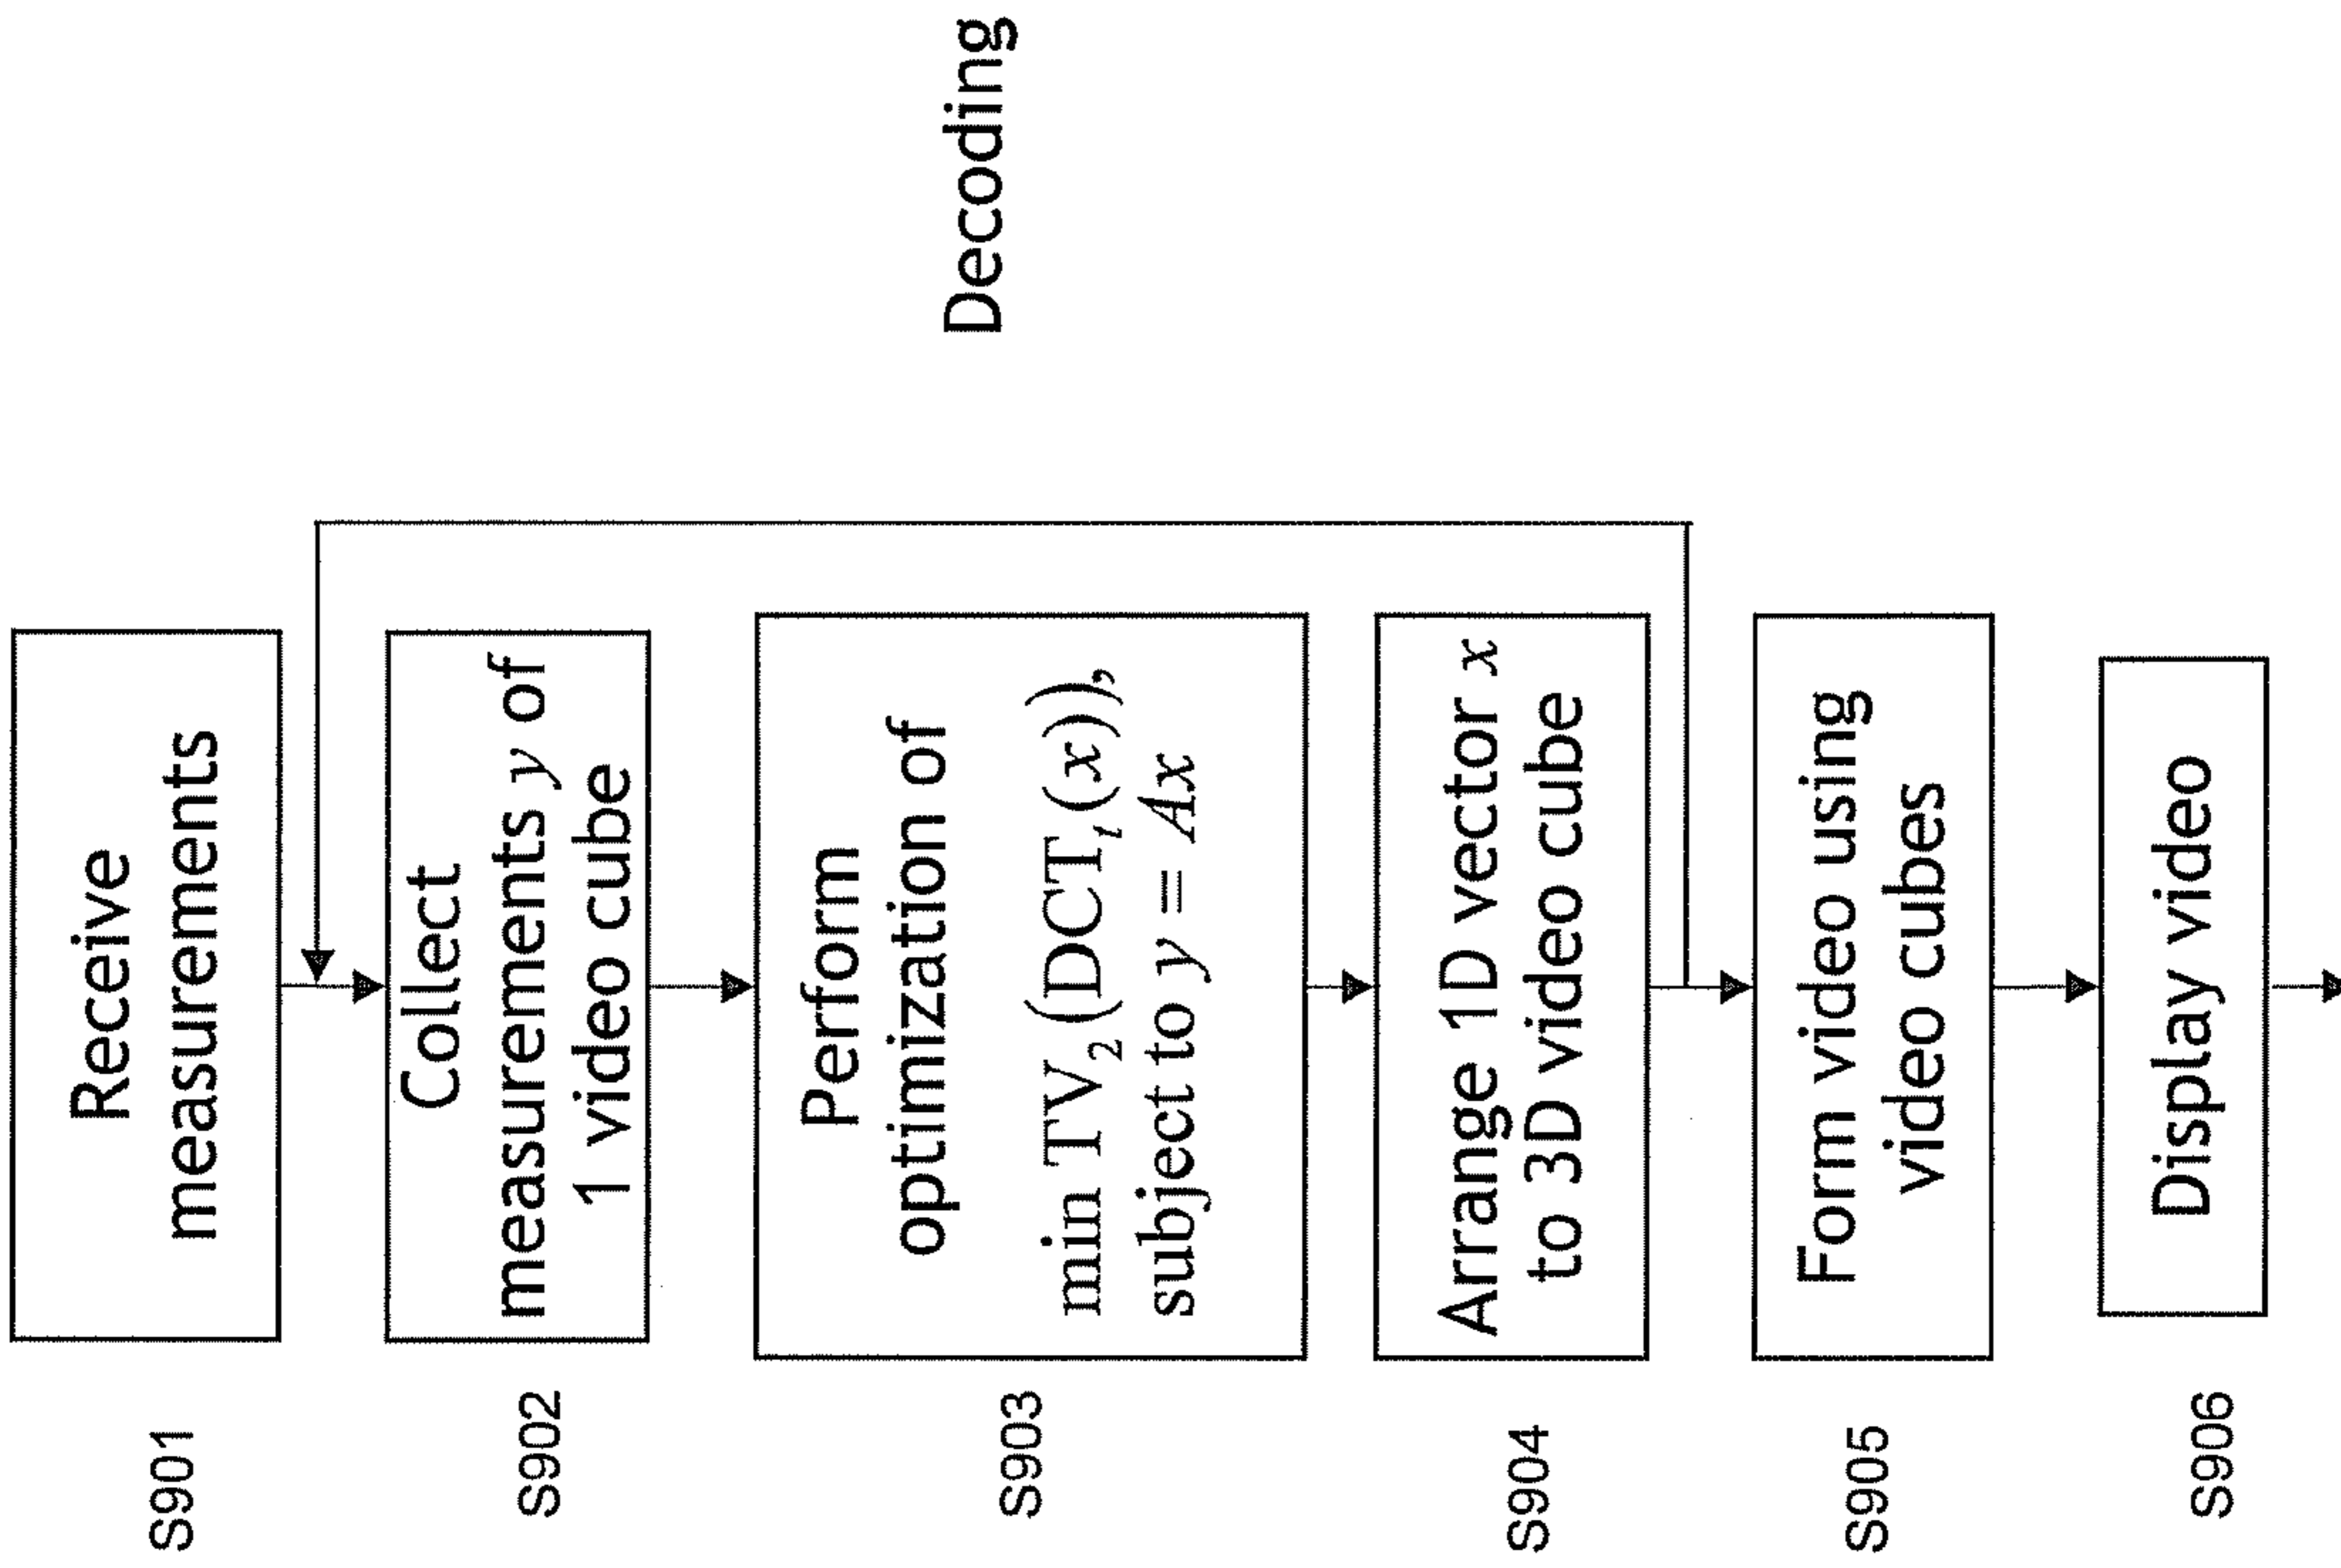 S901
Receive
measurements
S902
Collect
measurements y of
1 video cube
S903
Perform
optimization of
min TV₂(DCTₜ(x)),
subject to y = Ax
S904
Arrange 1D vector x
to 3D video cube
S905
Form video using
video cubes
S906
Display video
Decoding